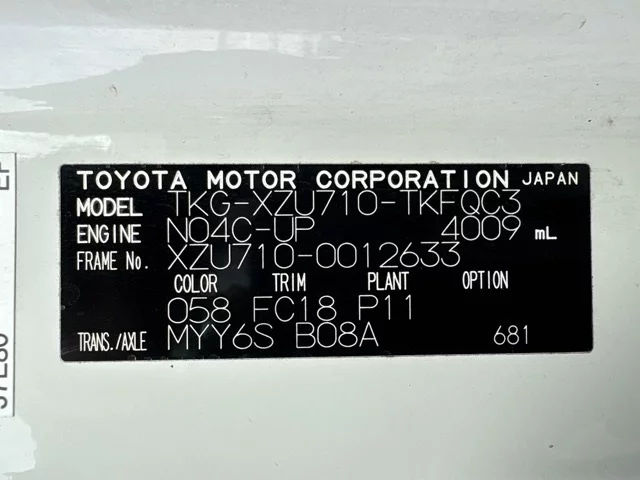 TOYOTA MOTOR CORPORATION JAPAN
MODEL TKG-XZU710-TKFQC3
ENGINE N04C-UP 4009 mL
FRAME No. XZU710-0012633
COLOR TRIM PLANT OPTION
058 FC18 P11
TRANS./AXLE MYY6S B08A 681